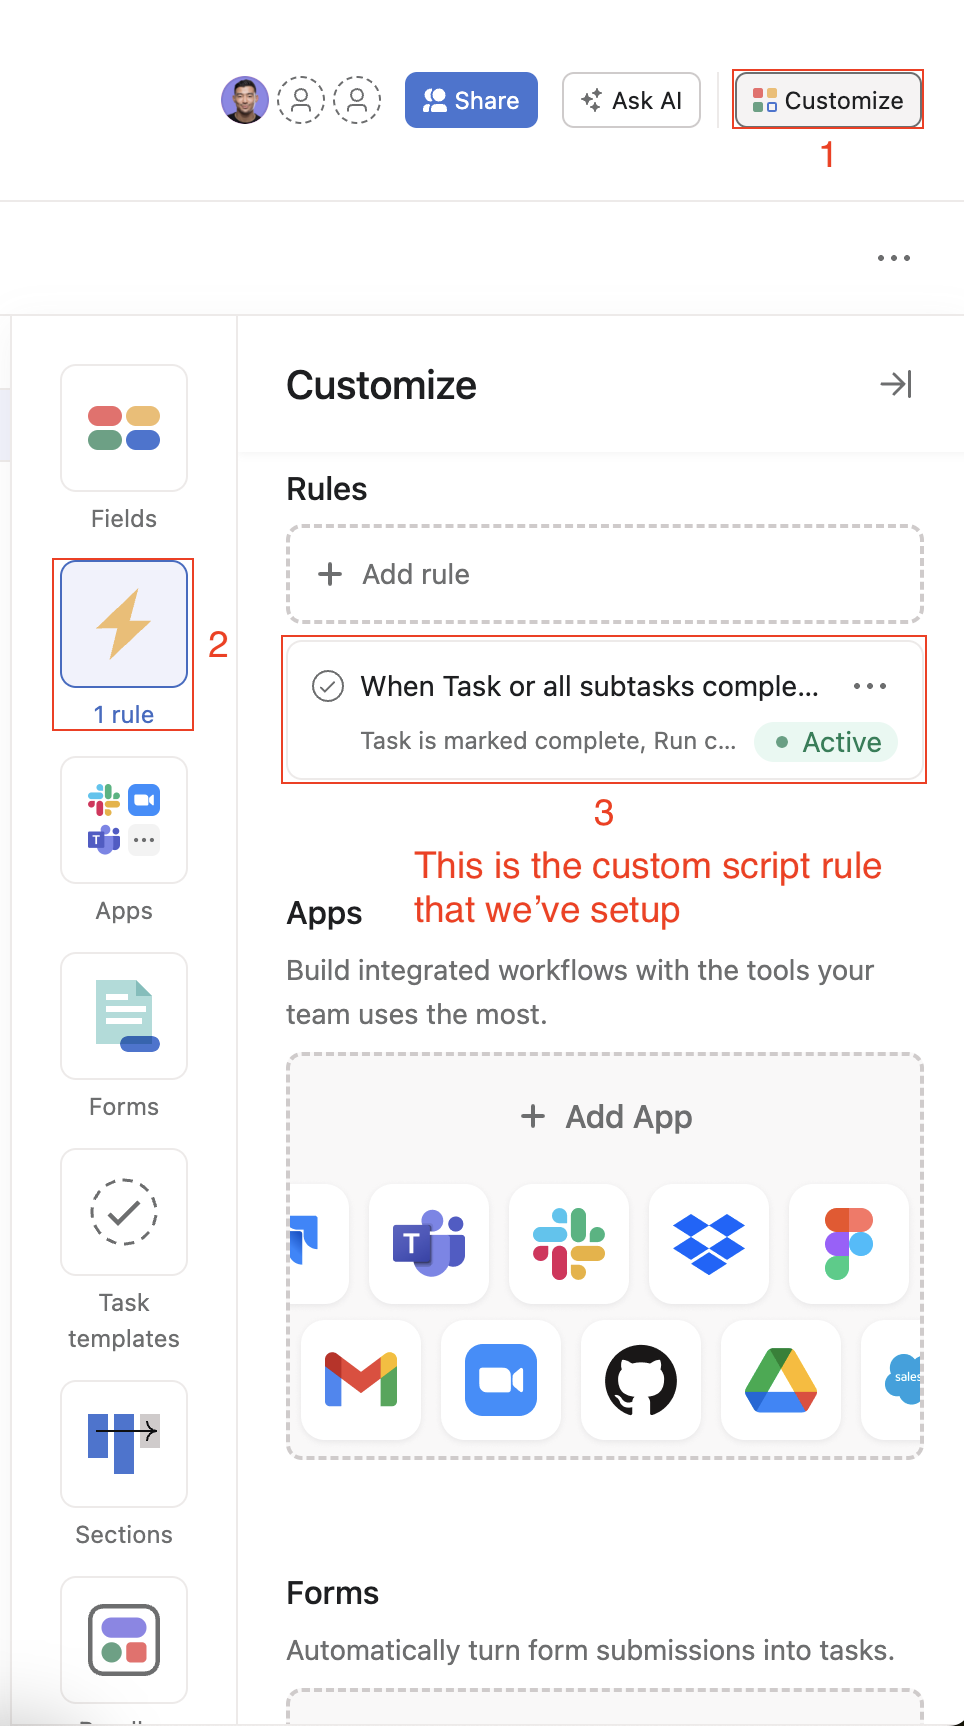 Share
Ask AI
Customize
1
Customize
Rules
Fields
Add rule
2
When Task or all subtasks comple...
1 rule
Task is marked complete, Run c...
Active
3
This is the custom script rule
that we've setup
Apps
Apps
Build integrated workflows with the tools your
team uses the most.
Forms
Add App
T
T
Task
templates
sales
Sections
Forms
Automatically turn form submissions into tasks.